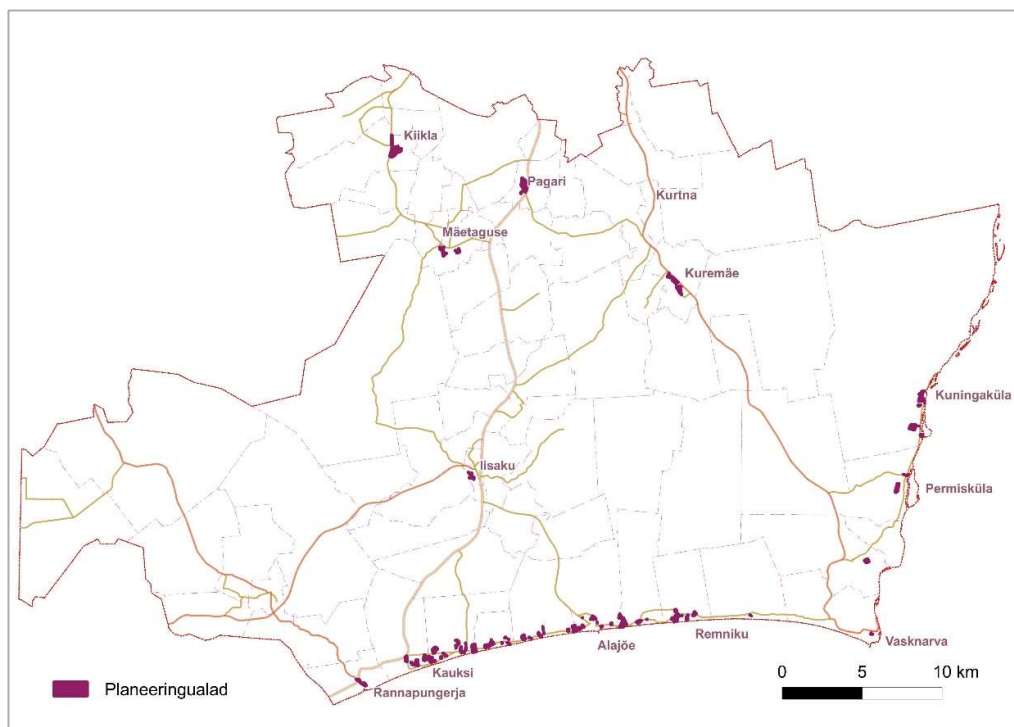 Kiikla
Pagari
Kurtna
Mäetaguse
Kuremäe
Kuningaküla
Iisaku
Permisküla
Alajõe
Remniku
Vasknarva
Kauksi
Rannapungerja
Planeeringualad
0 5 10 km